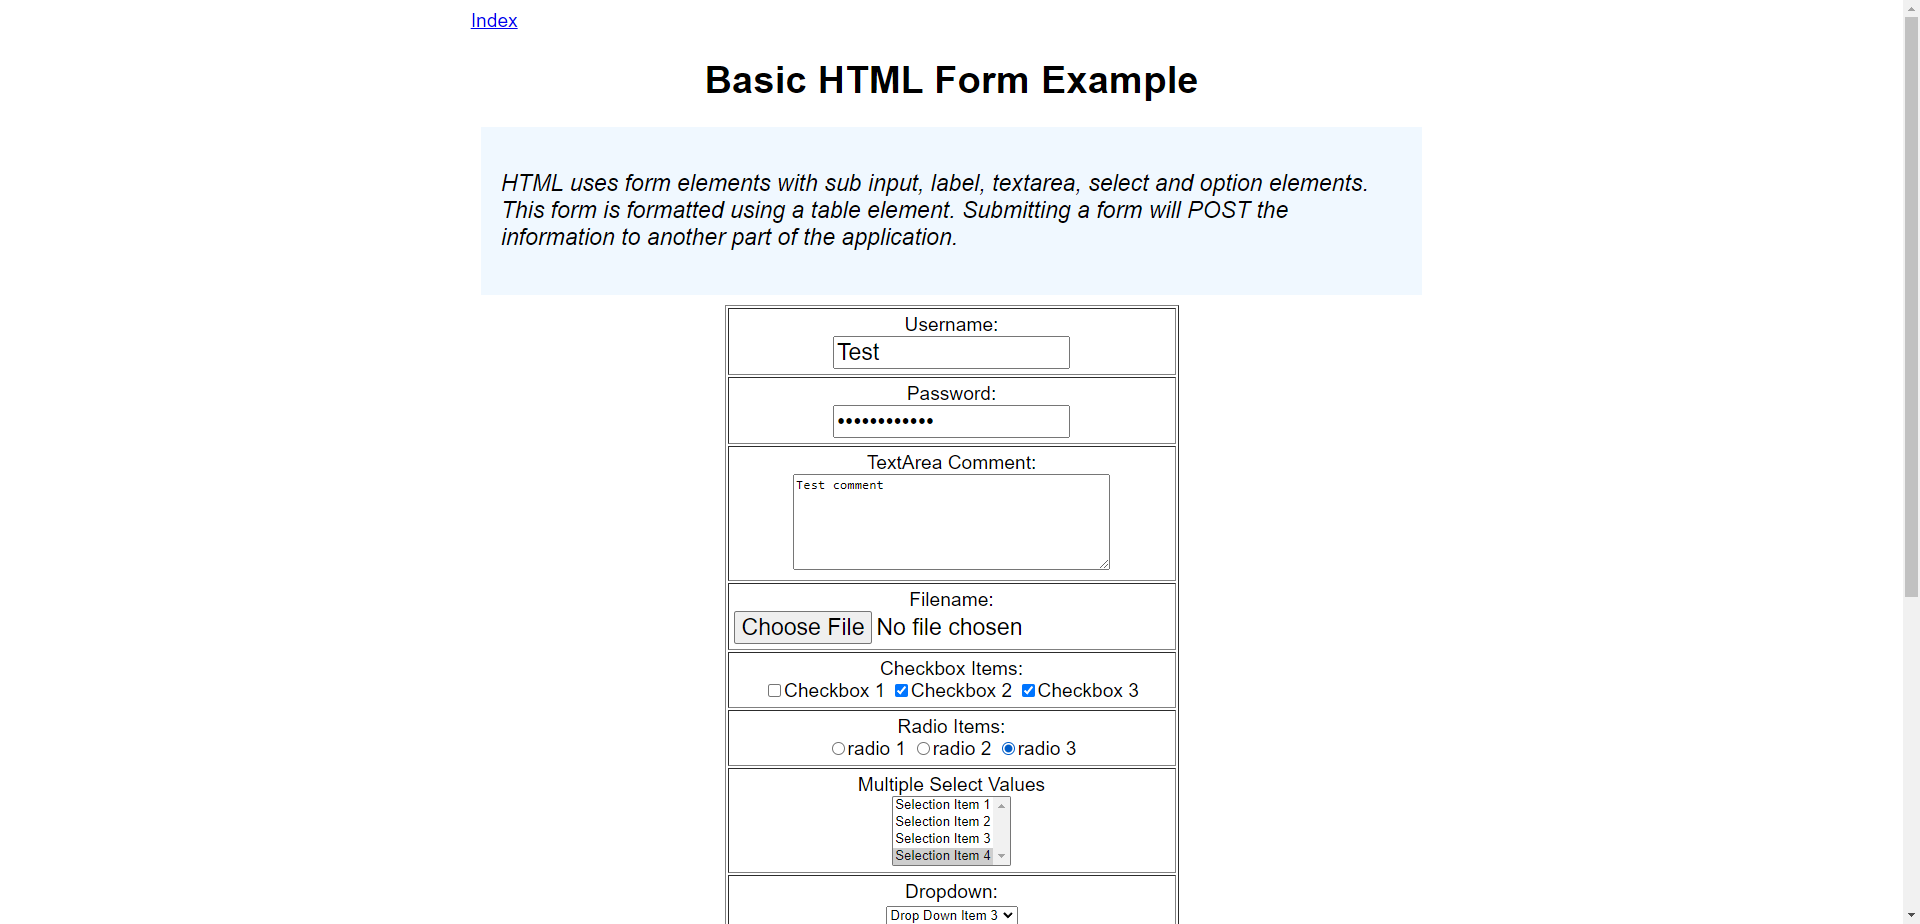 Index
Basic HTML Form Example
HTML uses form elements with sub input, label, textarea, select and option elements.
This form is formatted using a table element. Submitting a form will POST the
information to another part of the application.
Username:
Test
Password:
••••••••••••
TextArea Comment:
Test comment
Filename:
Choose File No file chosen
Checkbox Items:
Checkbox 1 Checkbox 2 Checkbox 3
Radio Items:
radio 1 radio 2 radio 3
Multiple Select Values
Selection Item 1
Selection Item 2
Selection Item 3
Selection Item 4
Dropdown:
Drop Down Item 3